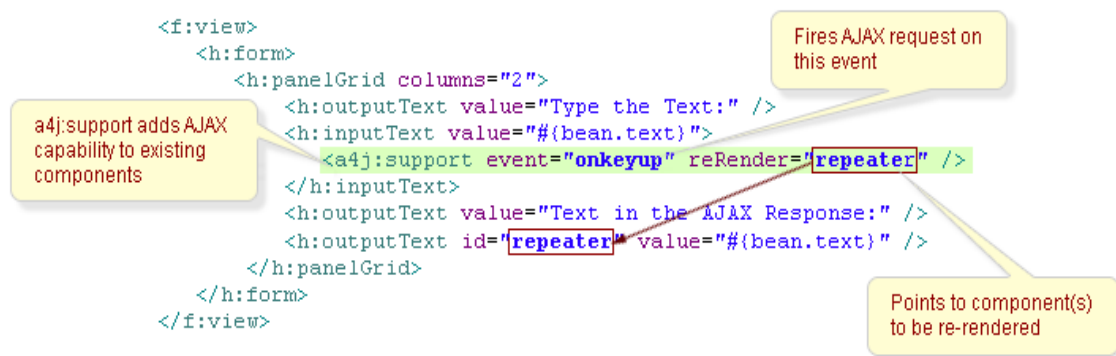 <f:view>
<h:form>
<h:panelGrid columns="2">
<h:outputText value="Type the Text:" />
<h:inputText value="#{bean.text}">
<a4j:support event="onkeyup" reRender="repeater" />
</h:inputText>
<h:outputText value="Text in the AJAX Response:" />
<h:outputText id="repeater" value="#{bean.text}" />
</h:panelGrid>
</h:form>
</f:view>
Fires AJAX request on
this event
a4j:support adds AJAX
capability to existing
components
Points to component(s)
to be re-rendered